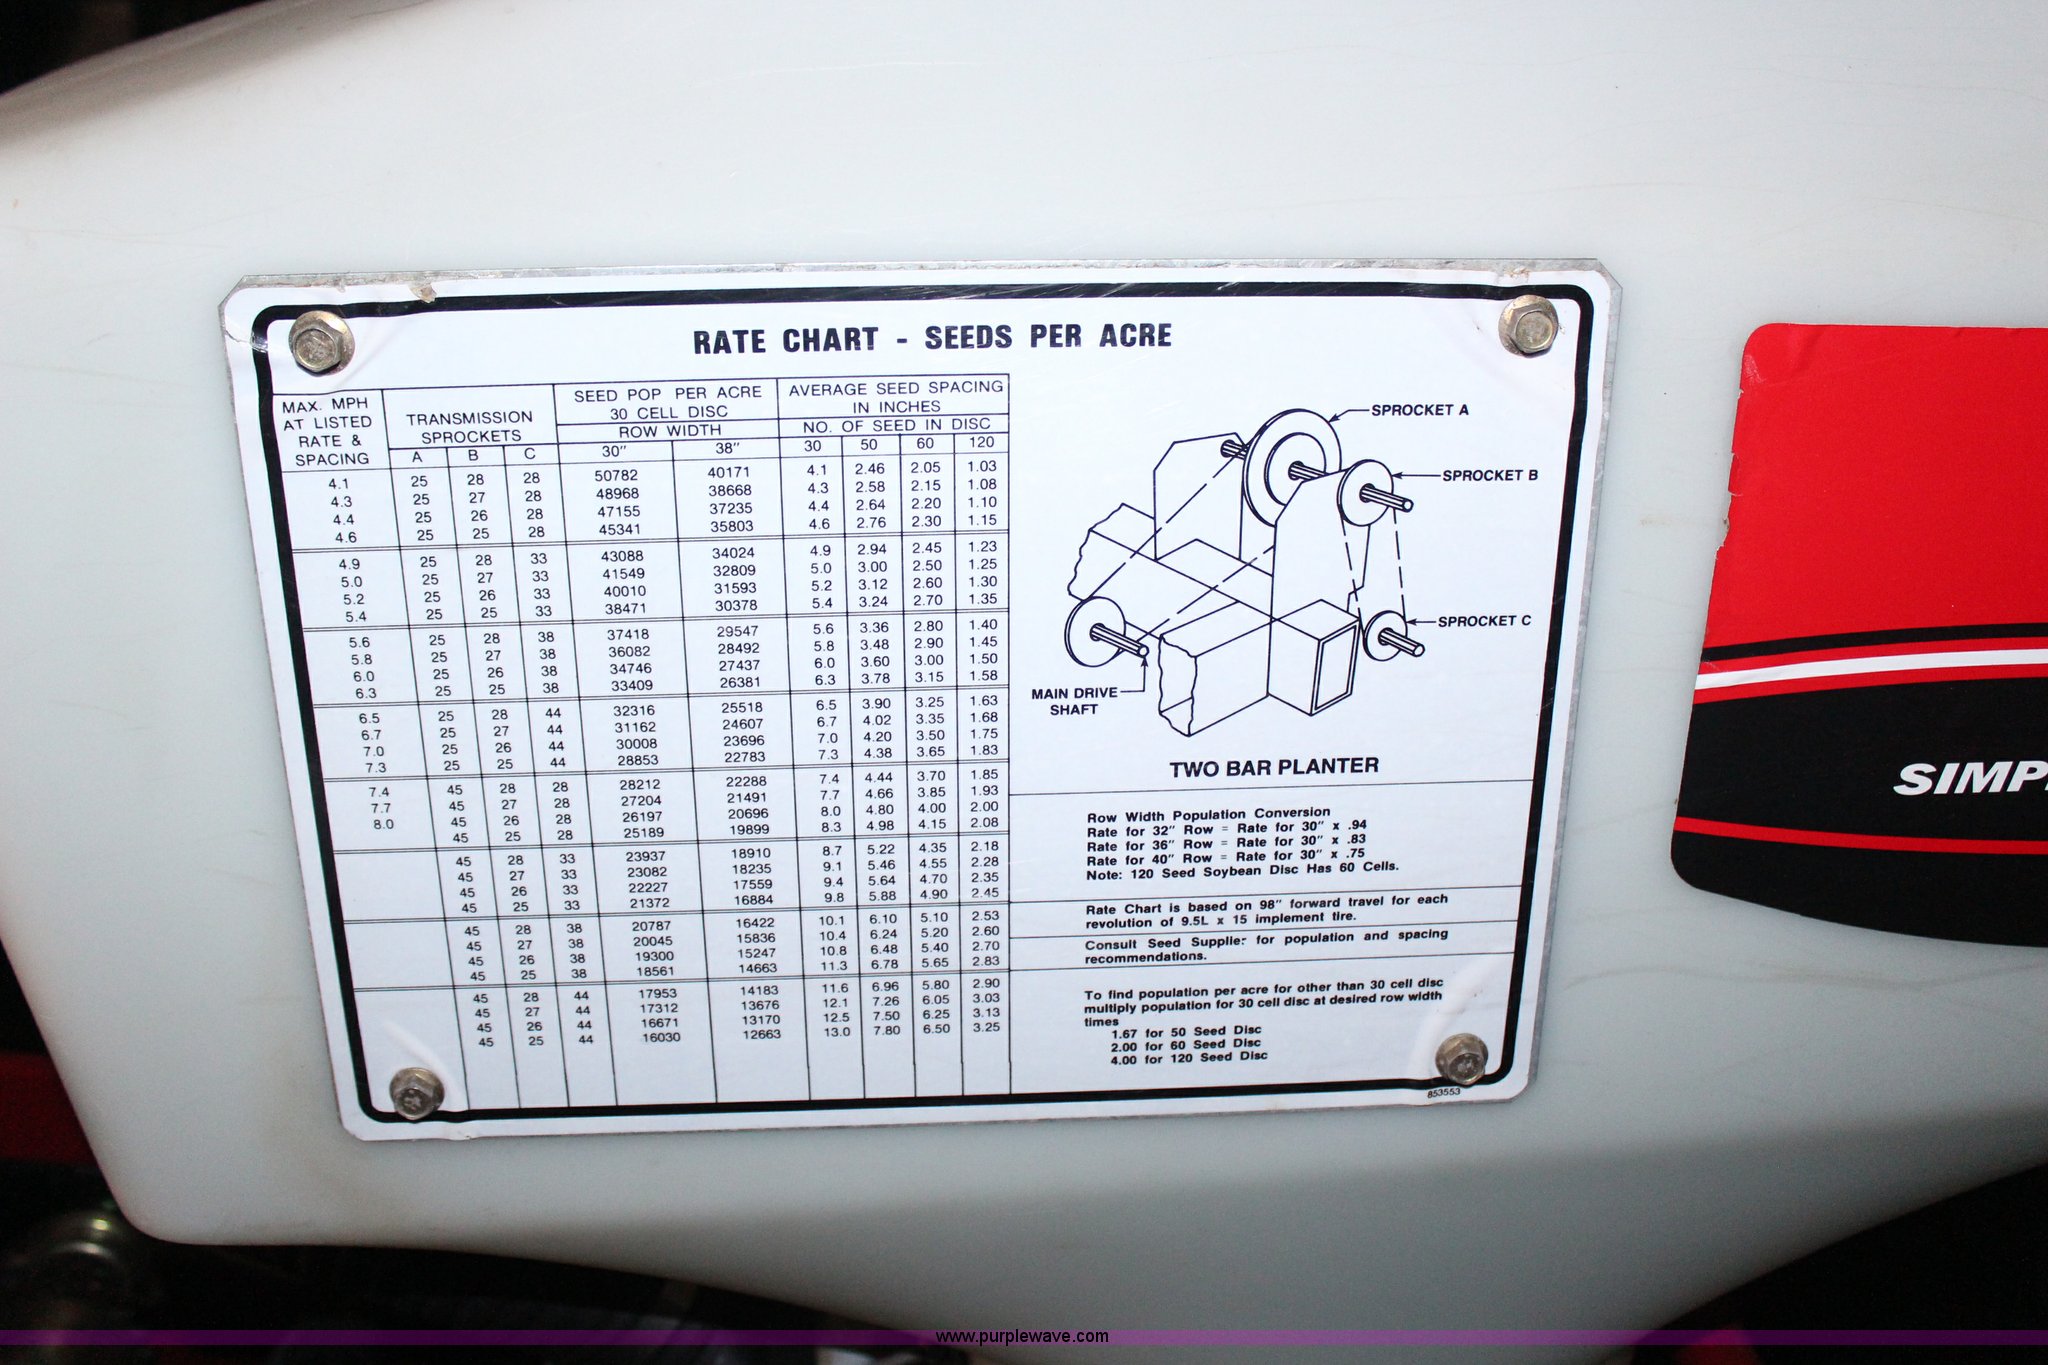 RATE CHART - SEEDS PER ACRE
MAX. MPH AT LISTED RATE & SPACING
TRANSMISSION SPROCKETS
SEED POP PER ACRE 30 CELL DISC
AVERAGE SEED SPACING IN INCHES
ROW WIDTH
NO. OF SEED IN DISC
A B C 30" 38" 30 50 60 120
4.1 25 28 28 50782 40171 4.1 2.46 2.05 1.03
4.3 25 27 28 48968 38668 4.3 2.58 2.15 1.08
4.4 25 26 28 47155 37235 4.4 2.64 2.20 1.10
4.6 25 25 28 45341 35803 4.6 2.76 2.30 1.15
4.9 25 28 33 43088 34024 4.9 2.94 2.45 1.23
5.0 25 27 33 41549 32809 5.0 3.00 2.50 1.25
5.2 25 26 33 40010 31593 5.2 3.12 2.60 1.30
5.4 25 25 33 38471 30378 5.4 3.24 2.70 1.35
5.6 25 28 38 37418 29547 5.6 3.36 2.80 1.40
5.8 25 27 38 36082 28492 5.8 3.48 2.90 1.45
6.0 25 26 38 34746 27437 6.0 3.60 3.00 1.50
6.3 25 25 38 33409 26381 6.3 3.78 3.15 1.58
6.5 25 28 44 32316 25518 6.5 3.90 3.25 1.63
6.7 25 27 44 31162 24607 6.7 4.02 3.35 1.68
7.0 25 26 44 30008 23696 7.0 4.20 3.50 1.75
7.3 25 25 44 28853 22783 7.3 4.38 3.65 1.83
7.4 45 28 28 28212 22288 7.4 4.44 3.70 1.85
7.7 45 27 28 27204 21491 7.7 4.66 3.85 1.93
8.0 45 26 28 26197 20696 8.0 4.80 4.00 2.00
45 25 28 25189 19899 8.3 4.98 4.15 2.08
45 28 33 23937 18910 8.7 5.22 4.35 2.18
45 27 33 23082 18235 9.1 5.46 4.55 2.28
45 26 33 22227 17559 9.4 5.64 4.70 2.35
45 25 33 21372 16884 9.8 5.88 4.90 2.45
45 28 38 20787 16422 10.1 6.10 5.10 2.53
45 27 38 20045 15836 10.4 6.24 5.20 2.60
45 26 38 19300 15247 10.8 6.48 5.40 2.70
45 25 38 18561 14663 11.3 6.78 5.65 2.83
45 28 44 17953 14183 11.6 6.96 5.80 2.90
45 27 44 17312 13676 12.1 7.26 6.05 3.03
45 26 44 16671 13170 12.5 7.50 6.25 3.13
45 25 44 16030 12663 13.0 7.80 6.50 3.25
SPROCKET A
SPROCKET B
SPROCKET C
MAIN DRIVE
SHAFT
TWO BAR PLANTER
Row Width Population Conversion
Rate for 32" Row = Rate for 30" x .94
Rate for 36" Row = Rate for 30" x .83
Rate for 40" Row = Rate for 30" x .75
Note: 120 Seed Soybean Disc Has 60 Cells.
Rate Chart is based on 98" forward travel for each
revolution of 9.5L x 15 implement tire.
Consult Seed Supplier for population and spacing
recommendations.
To find population per acre for other than 30 cell disc
multiply population for 30 cell disc at desired row width
times
1.67 for 50 Seed Disc
2.00 for 60 Seed Disc
4.00 for 120 Seed Disc
853553
SIMP
www.purplewave.com